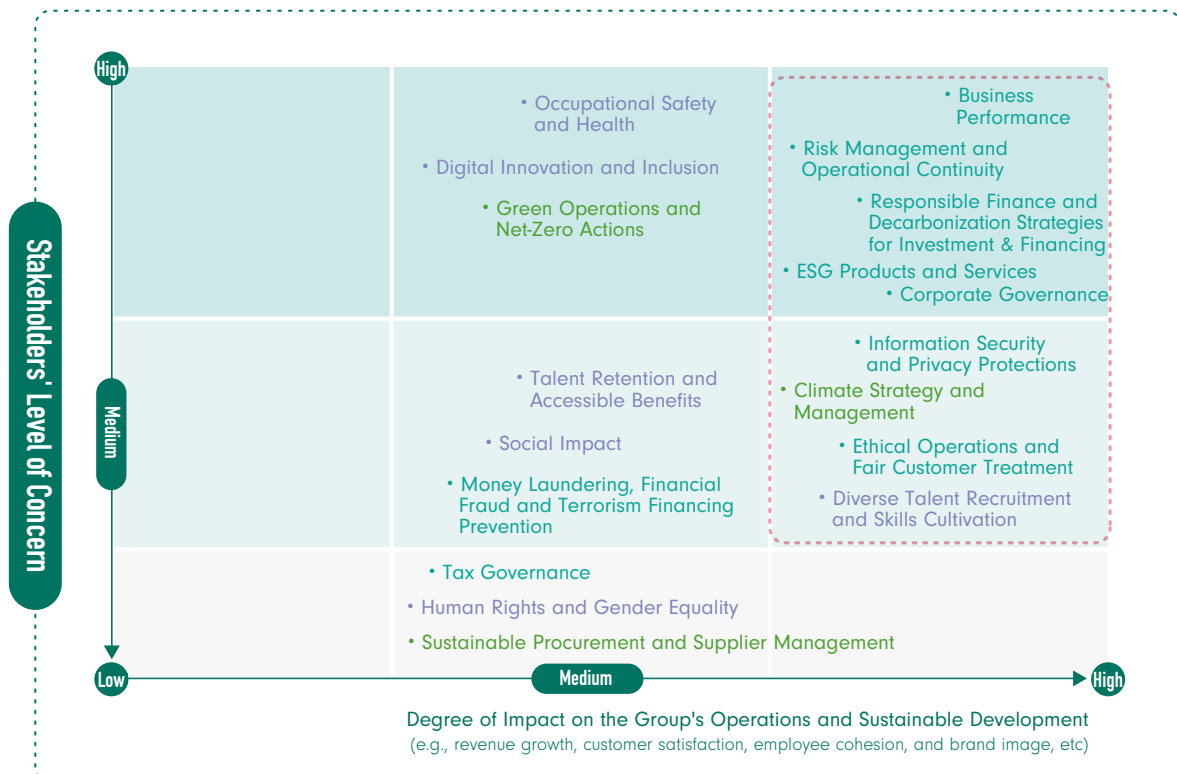 High
• Occupational Safety
and Health
• Digital Innovation and Inclusion
• Green Operations and
Net-Zero Actions
• Business
Performance
• Risk Management and
Operational Continuity
• Responsible Finance and
Decarbonization Strategies
for Investment & Financing
• ESG Products and Services
• Corporate Governance
Stakeholders' Level of Concern
Medium
• Talent Retention and
Accessible Benefits
• Social Impact
• Money Laundering, Financial
Fraud and Terrorism Financing
Prevention
• Information Security
and Privacy Protections
• Climate Strategy and
Management
• Ethical Operations and
Fair Customer Treatment
• Diverse Talent Recruitment
and Skills Cultivation
• Tax Governance
• Human Rights and Gender Equality
• Sustainable Procurement and Supplier Management
Low
Medium
High
Degree of Impact on the Group's Operations and Sustainable Development
(e.g., revenue growth, customer satisfaction, employee cohesion, and brand image, etc)